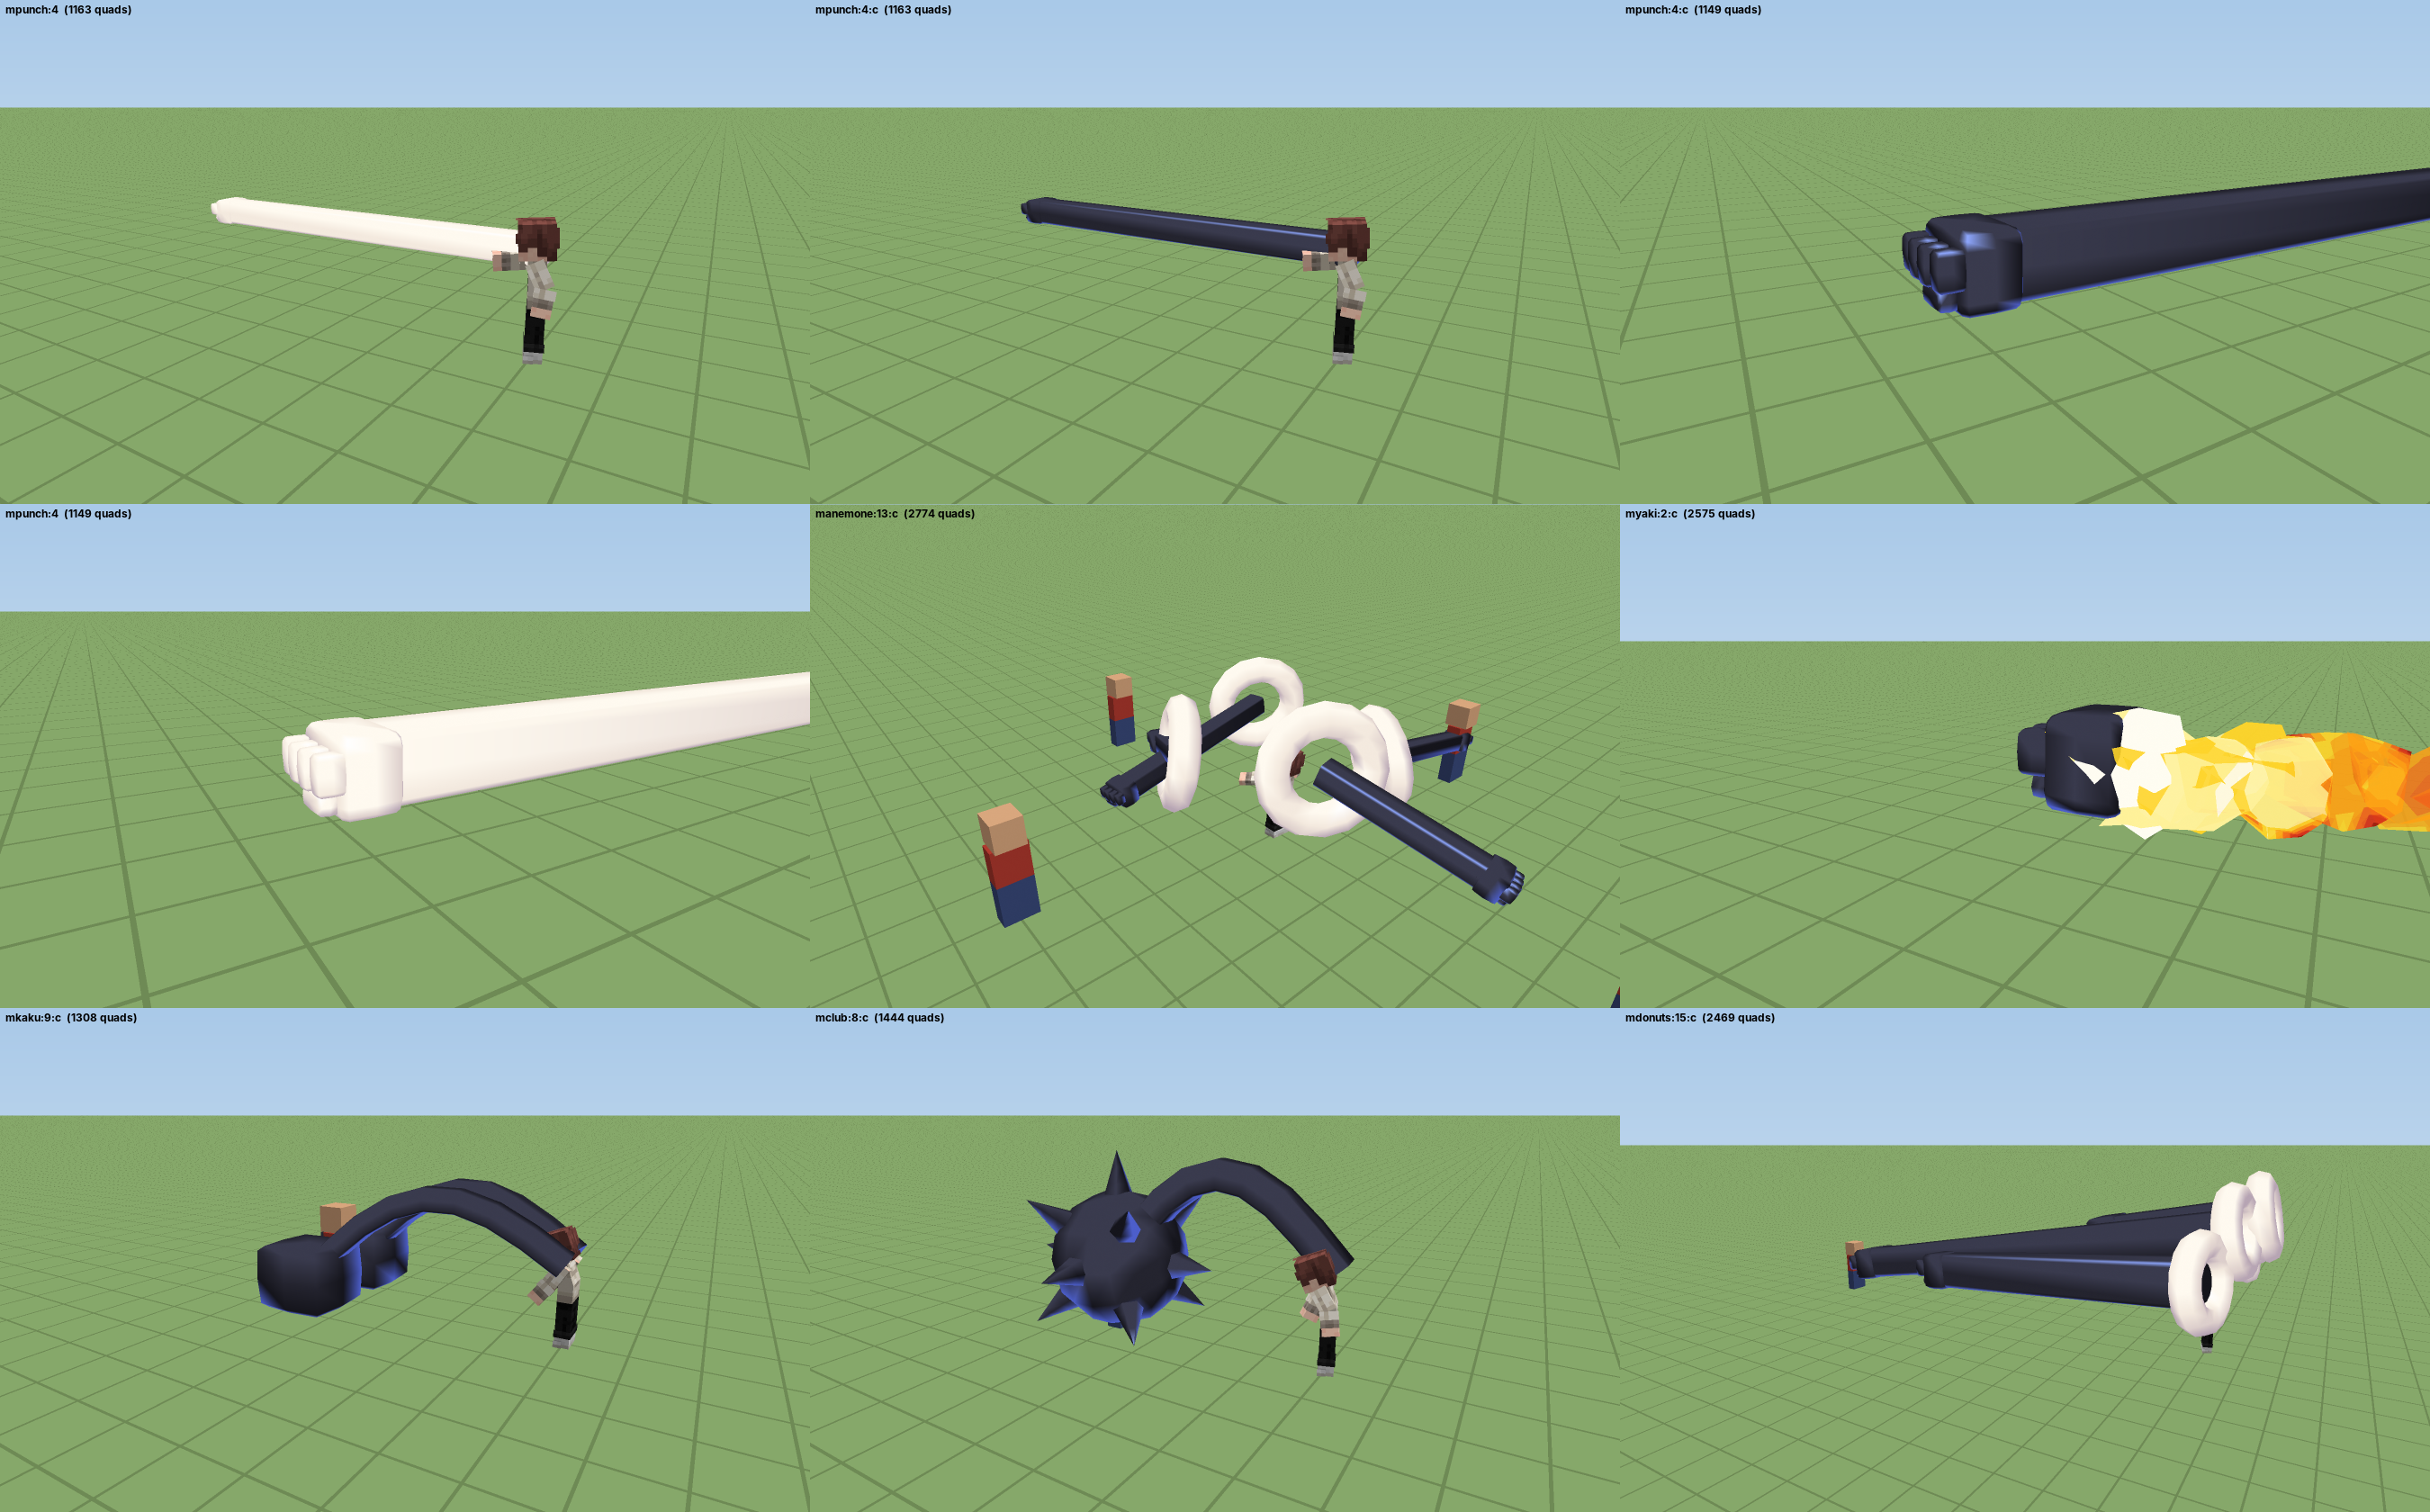 mpunch:4 (1163 quads)
mpunch:4:c (1163 quads)
mpunch:4:c (1149 quads)
mpunch:4 (1149 quads)
manemone:13:c (2774 quads)
myaki:2:c (2575 quads)
mkaku:9:c (1308 quads)
mclub:8:c (1444 quads)
mdonuts:15:c (2469 quads)